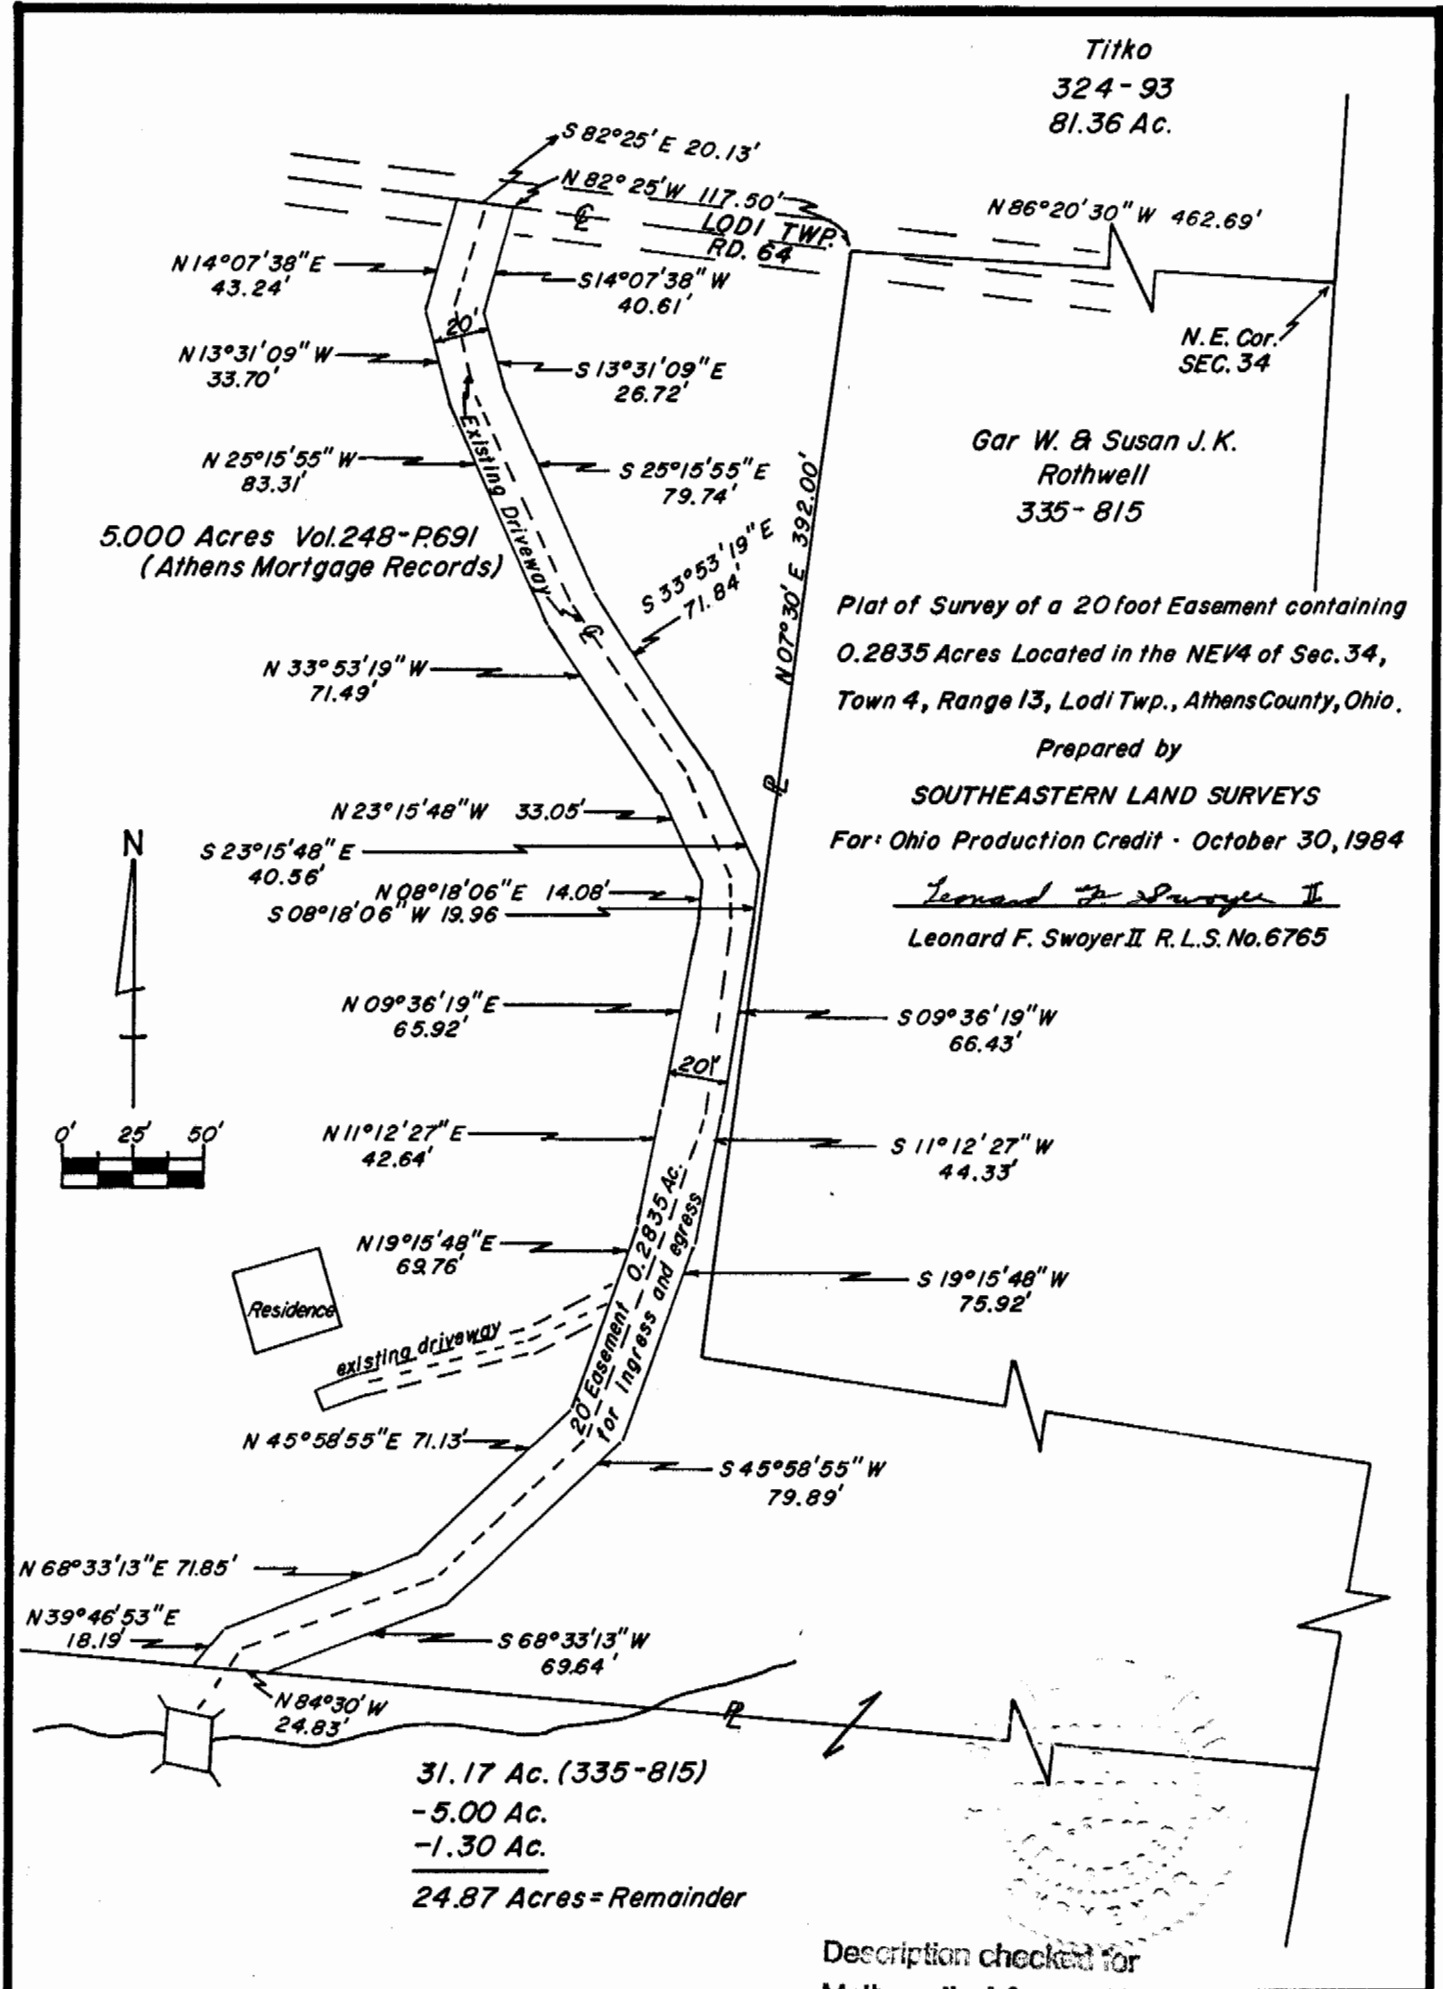 Titko
324-93
81.36 Ac.
S 82°25' E 20.13'
N 82°25'W 117.50'
℄
LODI TWP.
RD. 64
N 86°20'30" W 462.69'
N 14°07'38" E
43.24'
S 14°07'38" W
40.61'
20'
N.E. Cor.
SEC. 34
N 13°31'09" W
33.70'
S 13°31'09" E
26.72'
Existing Driveway
Gar W. & Susan J.K.
Rothwell
335-815
N 25°15'55" W
83.31'
S 25°15'55" E
79.74'
5.000 Acres Vol.248-P.691
(Athens Mortgage Records)
S 33°53'19" E
71.84'
N 07°30' E 392.00'
Plat of Survey of a 20 foot Easement containing
0.2835 Acres Located in the NE1/4 of Sec. 34,
Town 4, Range 13, Lodi Twp., Athens County, Ohio.
℄
N 33°53'19" W
71.49'
Prepared by
SOUTHEASTERN LAND SURVEYS
For: Ohio Production Credit · October 30, 1984
PL
N 23°15'48" W 33.05'
S 23°15'48" E
40.56'
N 08°18'06" E 14.08'
S 08°18'06" W 19.96
Leonard F. Swoyer II
Leonard F. Swoyer II R.L.S. No. 6765
N
N 09°36'19" E
65.92'
S 09°36'19" W
66.43'
20'
0' 25' 50'
N 11°12'27" E
42.64'
S 11°12'27" W
44.33'
N 19°15'48" E
69.76'
S 19°15'48" W
75.92'
20' Easement 0.2835 Ac.
for ingress and egress
Residence
existing driveway
N 45°58'55" E 71.13'
S 45°58'55" W
79.89'
N 68°33'13" E 71.85'
N 39°46'53" E
18.19'
S 68°33'13" W
69.64'
N 84°30' W
24.83'
PL
31.17 Ac. (335-815)
-5.00 Ac.
-1.30 Ac.
24.87 Acres = Remainder
Description checked for